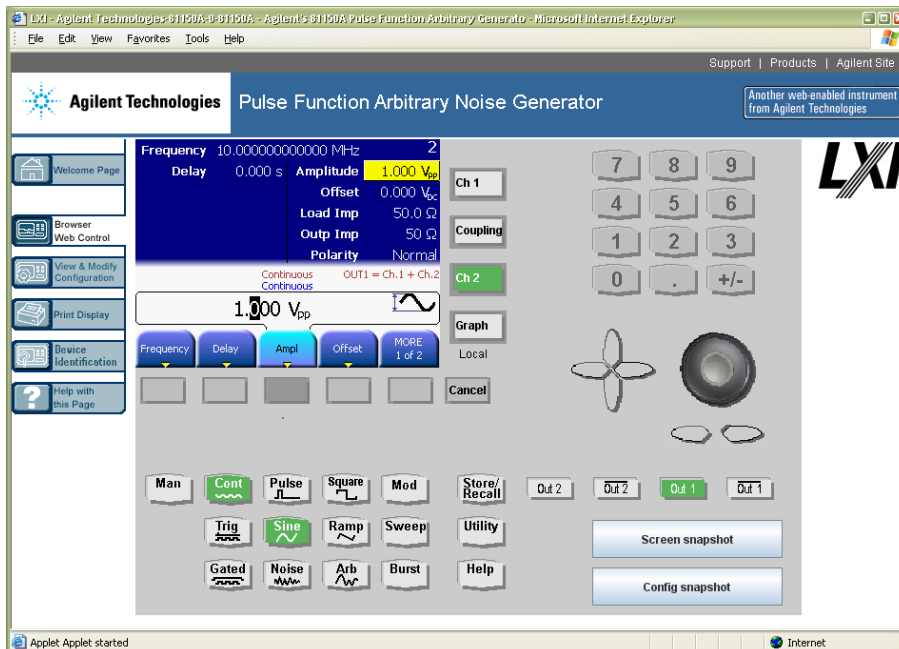 LXI - Agilent Technologies-81150A-0-81150A - Agilent's 81150A Pulse Function Arbitrary Generato - Microsoft Internet Explorer
File Edit View Favorites Tools Help
Support | Products | Agilent Site
Agilent Technologies
Pulse Function Arbitrary Noise Generator
Another web-enabled instrument
from Agilent Technologies
LXI
Welcome Page
Browser
Web Control
View & Modify
Configuration
Print Display
Device
Identification
Help with
this Page
Frequency 10.000000000000 MHz 2
Delay 0.000 s Amplitude 1.000 Vpp
Offset 0.000 VDC
Load Imp 50.0 Ω
Outp Imp 50 Ω
Polarity Normal
Continuous OUT1 = Ch.1 + Ch.2
Continuous
1.000 Vpp
Frequency Delay Ampl Offset MORE
1 of 2
Ch 1
Coupling
Ch 2
Graph
Local
Cancel
7 8 9
4 5 6
1 2 3
0 . +/-
Man Cont Pulse Square Mod Store/
Recall
Out 2 Out 2 Out 1 Out 1
Trig Sine Ramp Sweep Utility
Screen snapshot
Gated Noise Arb Burst Help
Config snapshot
Applet Applet started
Internet